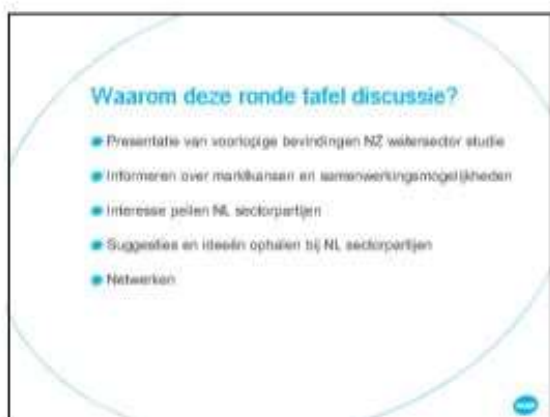 Waarom deze ronde tafel discussie?
Presentatie van voorlopige bevindingen NZ watersector studie
Informeren over marktkansen en samenwerkingsmogelijkheden
Interesse peilen NL sectorpartijen
Suggesties en ideeën ophalen bij NL sectorpartijen
Netwerken